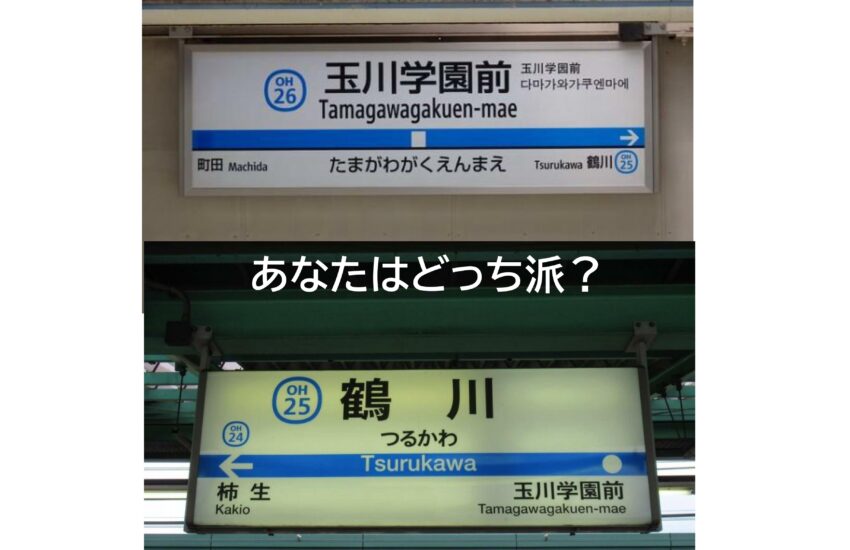 OH
26
玉川学園前
玉川学園前
다마가와가쿠엔마에
Tamagawagakuen-mae
町田 Machida
たまがわがくえんまえ
Tsurukawa 鶴川 OH 25
あなたはどっち派？
OH
25
鶴川
OH
24
つるかわ
Tsurukawa
柿生
Kakio
玉川学園前
Tamagawagakuen-mae